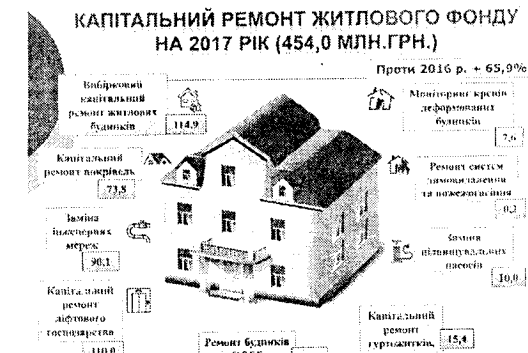 КАПІТАЛЬНИЙ РЕМОНТ ЖИТЛОВОГО ФОНДУ
НА 2017 РІК (454,0 МЛН.ГРН.)
Проти 2016 р. + 65,9%
Вибірковий
капітальний
ремонт житлових
будинків
114,9
Капітальний
ремонт покрівель
73,8
Заміна
інженерних
мереж
90,1
Капітальний
ремонт
ліфтового
господарства
110,0
Моніторинг кренів
деформованих
будинків
7,6
Ремонт систем
димовидалення
та пожежогасіння
Заміна
підвищувальних
насосів
10,0
Капітальний
ремонт
гуртожитків,
15,4
Ремонт будинків